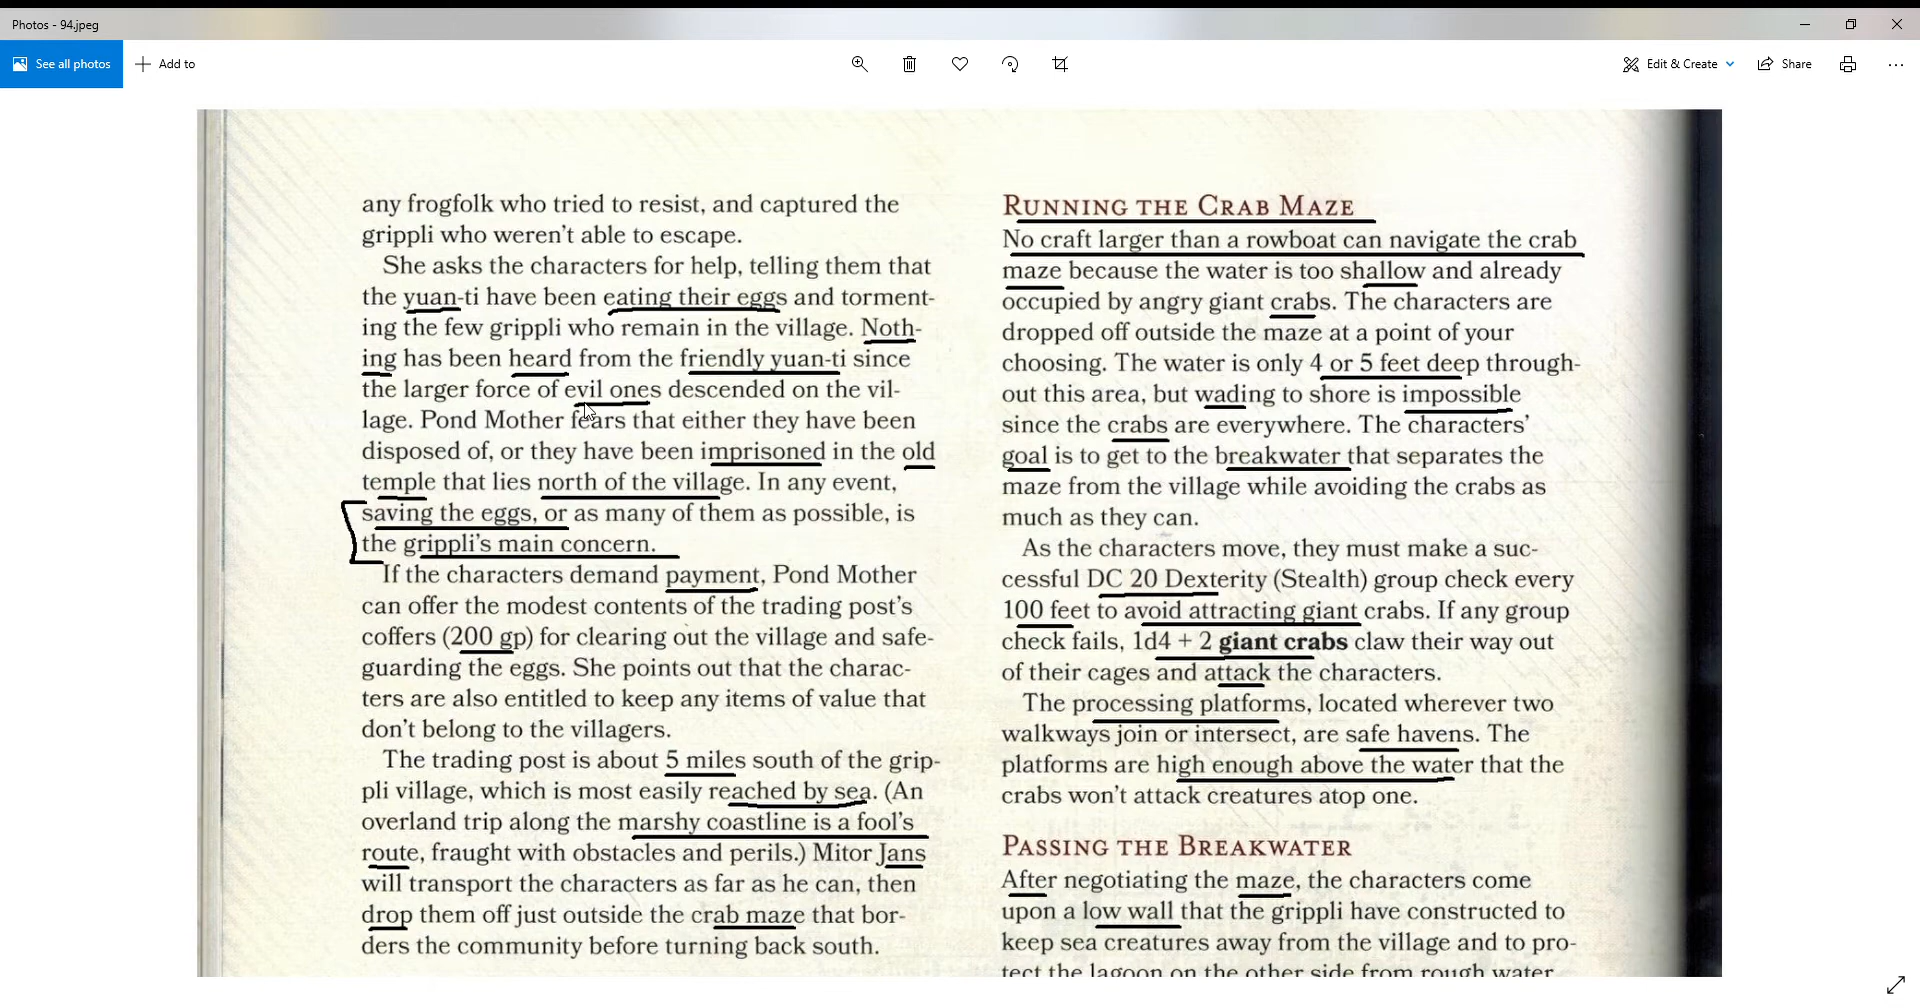 Photos - 94.jpeg
See all photos
Add to
Edit & Create
Share
any frogfolk who tried to resist, and captured the
grippli who weren't able to escape.
She asks the characters for help, telling them that
the yuan-ti have been eating their eggs and torment-
ing the few grippli who remain in the village. Noth-
ing has been heard from the friendly yuan-ti since
the larger force of evil ones descended on the vil-
lage. Pond Mother fears that either they have been
disposed of, or they have been imprisoned in the old
temple that lies north of the village. In any event,
saving the eggs, or as many of them as possible, is
the grippli's main concern.
If the characters demand payment, Pond Mother
can offer the modest contents of the trading post's
coffers (200 gp) for clearing out the village and safe-
guarding the eggs. She points out that the charac-
ters are also entitled to keep any items of value that
don't belong to the villagers.
The trading post is about 5 miles south of the grip-
pli village, which is most easily reached by sea. (An
overland trip along the marshy coastline is a fool's
route, fraught with obstacles and perils.) Mitor Jans
will transport the characters as far as he can, then
drop them off just outside the crab maze that bor-
ders the community before turning back south.
Running the Crab Maze
No craft larger than a rowboat can navigate the crab
maze because the water is too shallow and already
occupied by angry giant crabs. The characters are
dropped off outside the maze at a point of your
choosing. The water is only 4 or 5 feet deep through-
out this area, but wading to shore is impossible
since the crabs are everywhere. The characters'
goal is to get to the breakwater that separates the
maze from the village while avoiding the crabs as
much as they can.
As the characters move, they must make a suc-
cessful DC 20 Dexterity (Stealth) group check every
100 feet to avoid attracting giant crabs. If any group
check fails, 1d4 + 2 giant crabs claw their way out
of their cages and attack the characters.
The processing platforms, located wherever two
walkways join or intersect, are safe havens. The
platforms are high enough above the water that the
crabs won't attack creatures atop one.
Passing the Breakwater
After negotiating the maze, the characters come
upon a low wall that the grippli have constructed to
keep sea creatures away from the village and to pro-
tect the lagoon on the other side from rough water